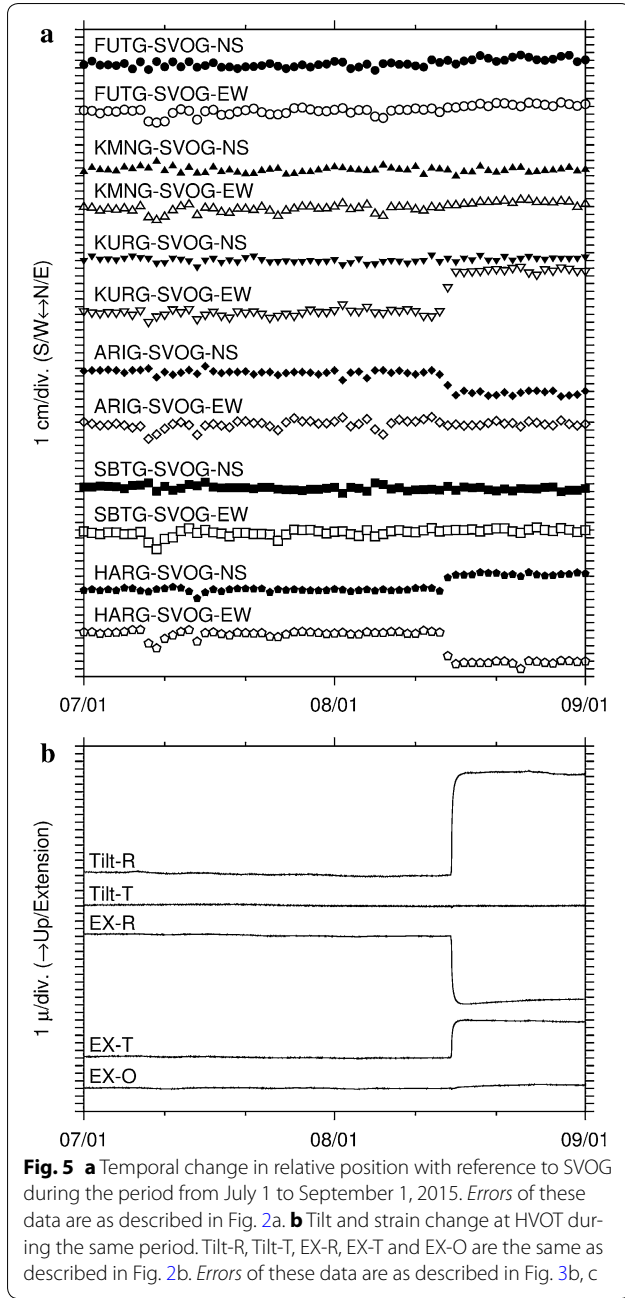 a
FUTG-SVOG-NS
FUTG-SVOG-EW
KMNG-SVOG-NS
KMNG-SVOG-EW
KURG-SVOG-NS
KURG-SVOG-EW
ARIG-SVOG-NS
ARIG-SVOG-EW
SBTG-SVOG-NS
SBTG-SVOG-EW
HARG-SVOG-NS
HARG-SVOG-EW
1 cm/div. (S/W↔N/E)
07/01 08/01 09/01
b
Tilt-R
Tilt-T
EX-R
EX-T
EX-O
1 μ/div. (→Up/Extension)
07/01 08/01 09/01
Fig. 5 a Temporal change in relative position with reference to SVOG
during the period from July 1 to September 1, 2015. Errors of these
data are as described in Fig. 2a. b Tilt and strain change at HVOT dur-
ing the same period. Tilt-R, Tilt-T, EX-R, EX-T and EX-O are the same as
described in Fig. 2b. Errors of these data are as described in Fig. 3b, c